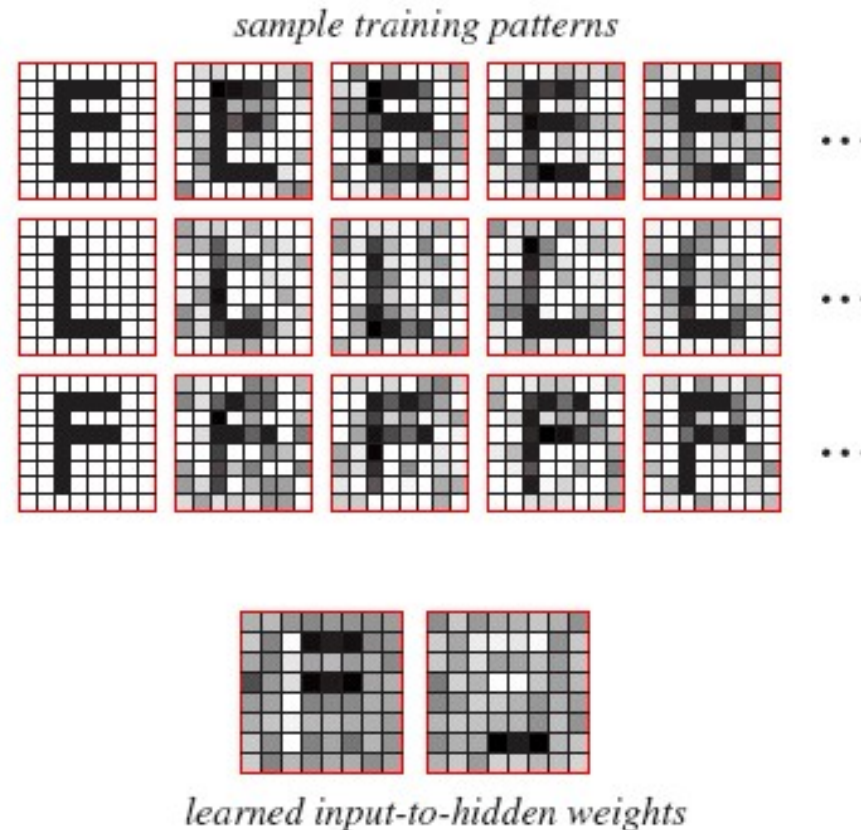 sample training patterns
E E E E E ...
L L L L L ...
F F F F F ...
learned input-to-hidden weights